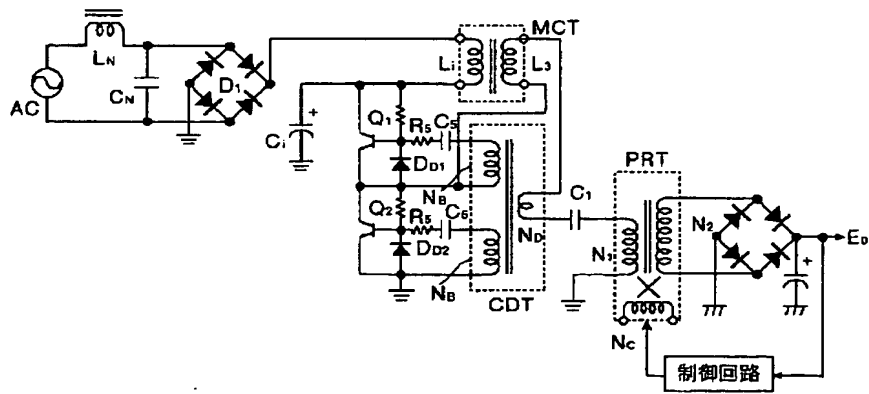 MCT
LN
Li
L3
D1
CN
AC
Q1
R5
C5
Ci
+
DD1
PRT
NB
C1
Q2
R5
C6
N2
ND
N1
ED
+
DD2
NB
CDT
NC
制御回路